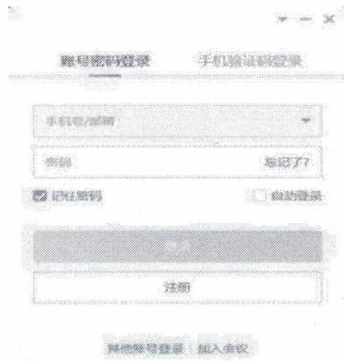 账号密码登录 手机验证码登录
手机号/邮箱
密码 忘记了?
记住密码 自动登录
登录
注册
其他账号登录 加入会议